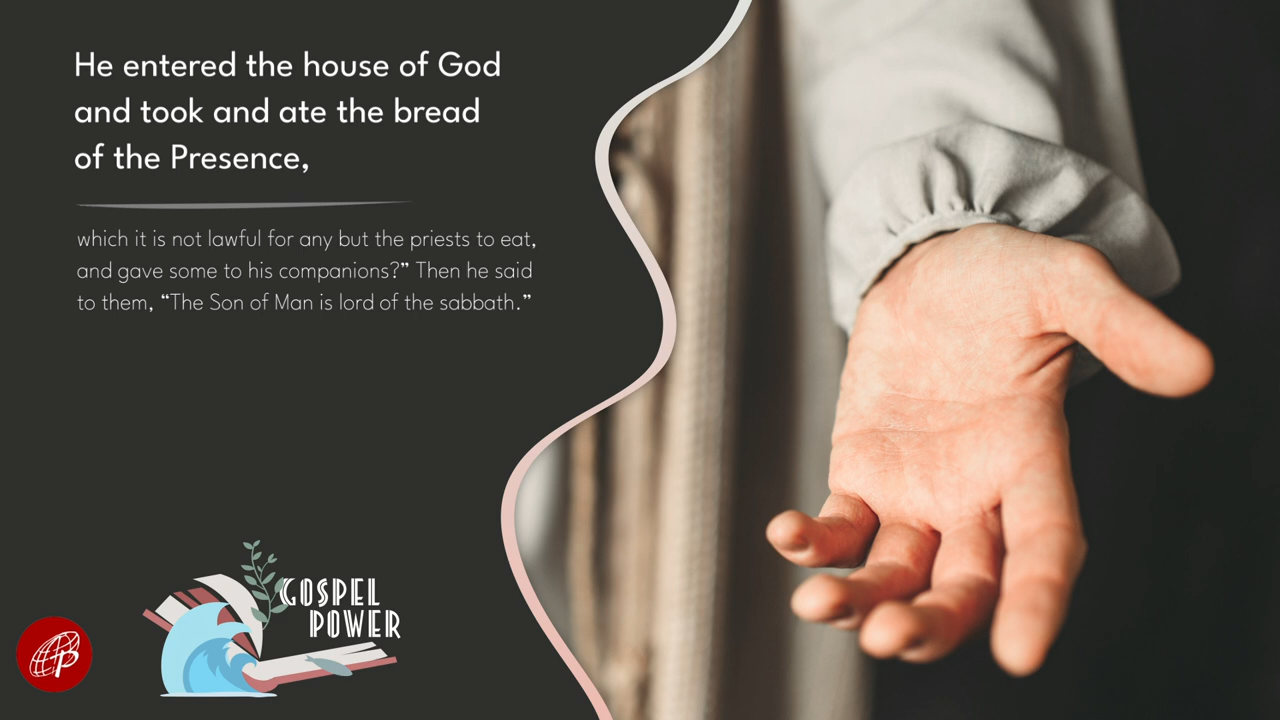 He entered the house of God
and took and ate the bread
of the Presence,
which it is not lawful for any but the priests to eat,
and gave some to his companions?” Then he said
to them, “The Son of Man is lord of the sabbath.”
GOSPEL
POWER
P